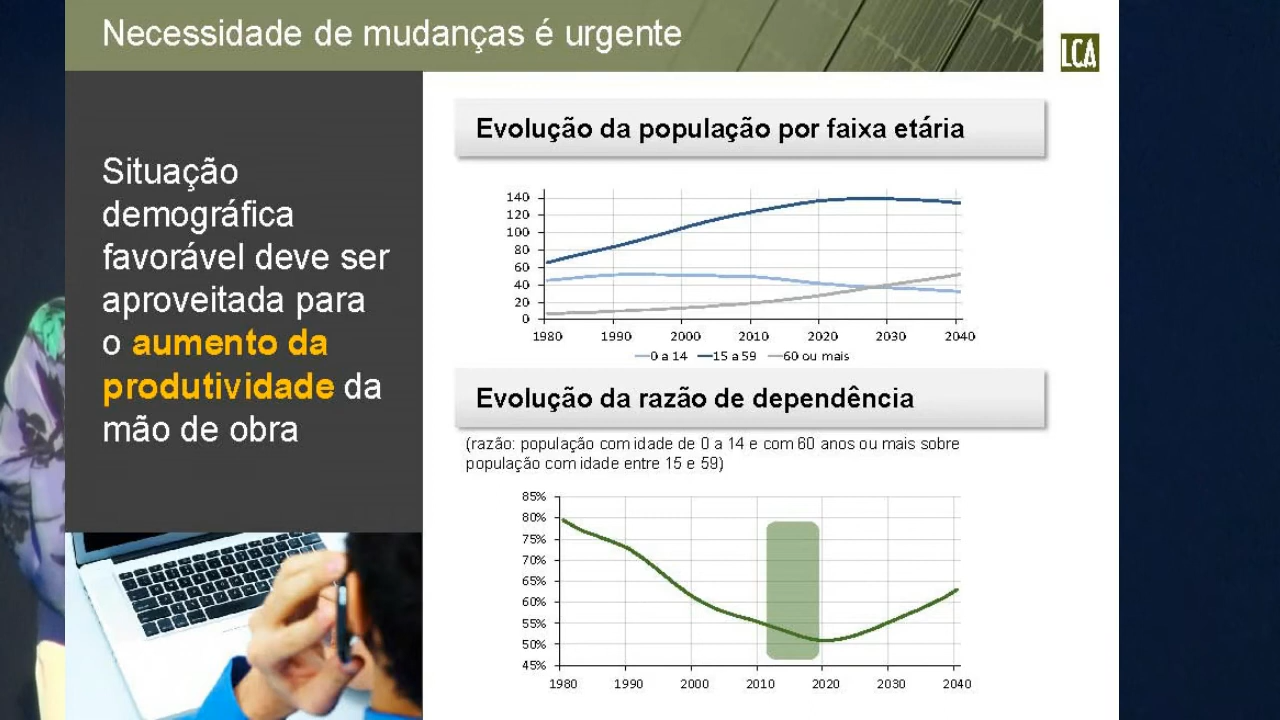 Necessidade de mudanças é urgente
LCA
Situação
demográfica
favorável deve ser
aproveitada para
o aumento da
produtividade da
mão de obra
Evolução da população por faixa etária
140
120
100
80
60
40
20
0
1980 1990 2000 2010 2020 2030 2040
0 a 14 15 a 59 60 ou mais
Evolução da razão de dependência
(razão: população com idade de 0 a 14 e com 60 anos ou mais sobre
população com idade entre 15 e 59)
85%
80%
75%
70%
65%
60%
55%
50%
45%
1980 1990 2000 2010 2020 2030 2040